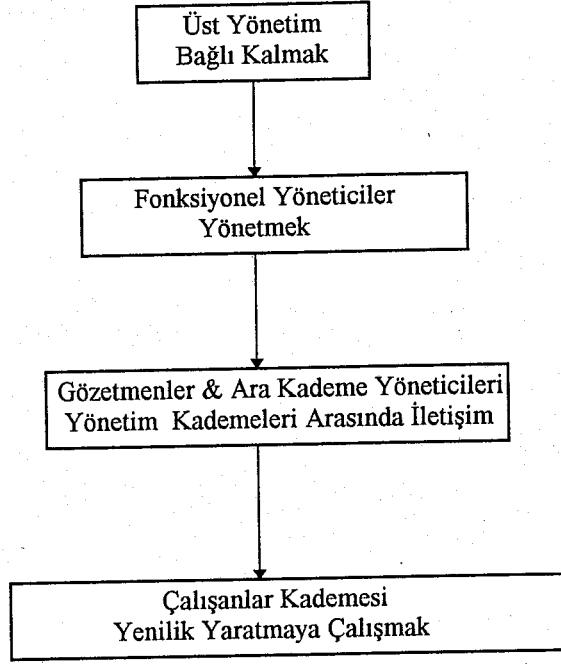 Üst Yönetim
Bağlı Kalmak
Fonksiyonel Yöneticiler
Yönetmek
Gözetmenler & Ara Kademe Yöneticileri
Yönetim Kademeleri Arasında İletişim
Çalışanlar Kademesi
Yenilik Yaratmaya Çalışmak